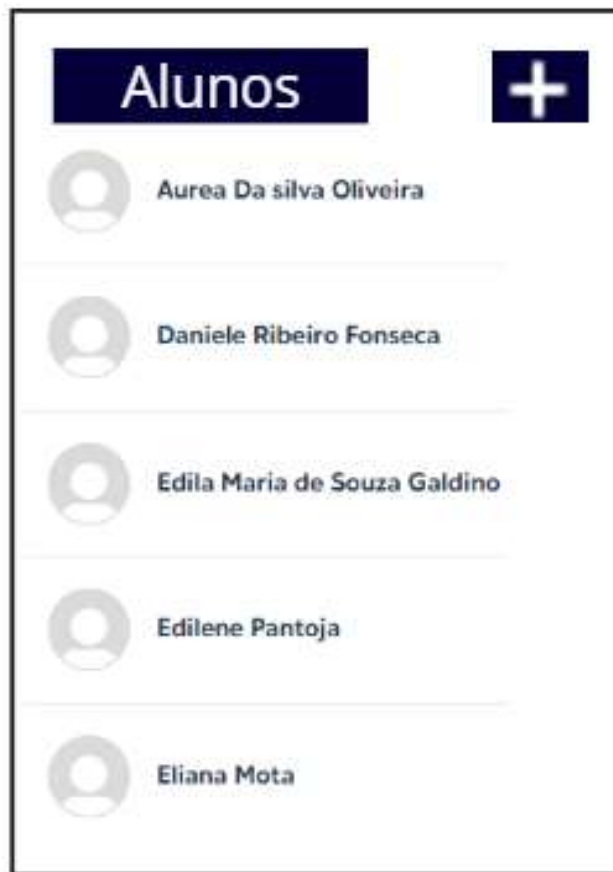 Alunos +
Aurea Da silva Oliveira
Daniele Ribeiro Fonseca
Edila Maria de Souza Galdino
Edilene Pantoja
Eliana Mota